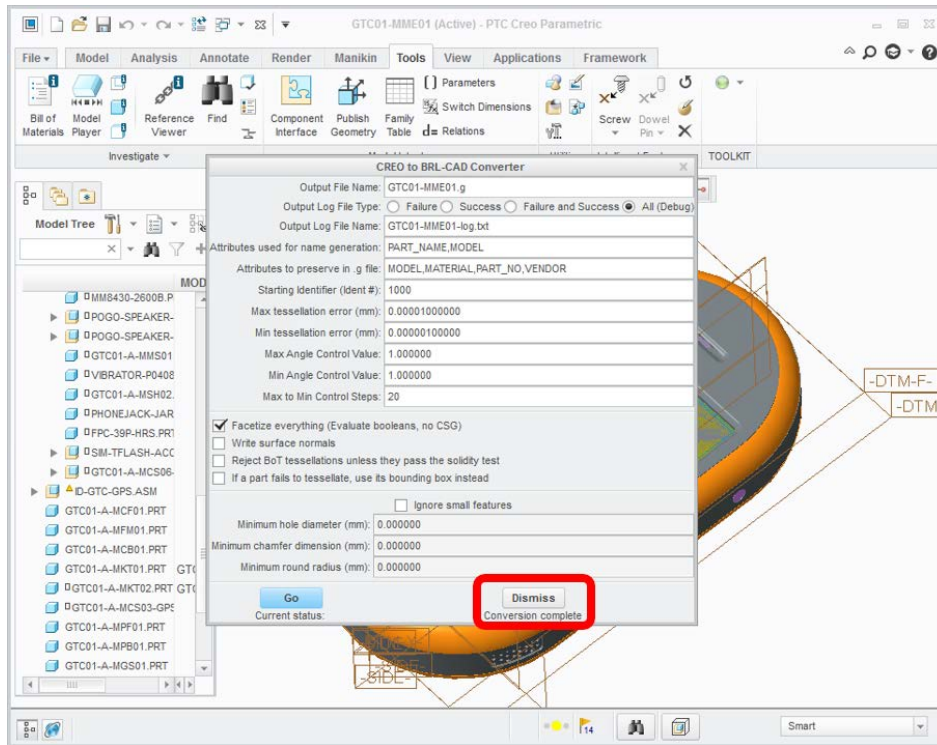 GTC01-MME01 (Active) - PTC Creo Parametric
File Model Analysis Annotate Render Manikin Tools View Applications Framework
Bill of Materials
Model Player
Reference Viewer
Find
Component Interface
Publish Geometry
Family Table
[] Parameters
Switch Dimensions
d= Relations
Screw
Dowel Pin
Investigate
TOOLKIT
Model Tree
CREO to BRL-CAD Converter
Output File Name: GTC01-MME01.g
Output Log File Type: Failure Success Failure and Success All (Debug)
Output Log File Name: GTC01-MME01-log.txt
Attributes used for name generation: PART_NAME,MODEL
Attributes to preserve in .g file: MODEL,MATERIAL,PART_NO,VENDOR
Starting Identifier (Ident #): 1000
Max tessellation error (mm): 0.00001000000
Min tessellation error (mm): 0.00000100000
Max Angle Control Value: 1.000000
Min Angle Control Value: 1.000000
Max to Min Control Steps: 20
Facetize everything (Evaluate booleans, no CSG)
Write surface normals
Reject BoT tessellations unless they pass the solidity test
If a part fails to tessellate, use its bounding box instead
Ignore small features
Minimum hole diameter (mm): 0.000000
Minimum chamfer dimension (mm): 0.000000
Minimum round radius (mm): 0.000000
Go
Dismiss
Current status:
Conversion complete
MOD
MM8430-2600B.P
POGO-SPEAKER-
POGO-SPEAKER-
GTC01-A-MMS01
VIBRATOR-P0408
GTC01-A-MSH02.
PHONEJACK-JAR
FPC-39P-HRS.PRT
SIM-TFLASH-ACC
GTC01-A-MCS06-
ID-GTC-GPS.ASM
GTC01-A-MCF01.PRT
GTC01-A-MFM01.PRT
GTC01-A-MCB01.PRT
GTC01-A-MKT01.PRT GT
GTC01-A-MKT02.PRT GT
GTC01-A-MCS03-GPS
GTC01-A-MPF01.PRT
GTC01-A-MPB01.PRT
GTC01-A-MGS01.PRT
-DTM-F-
-DTM
-SIDE-
14
Smart